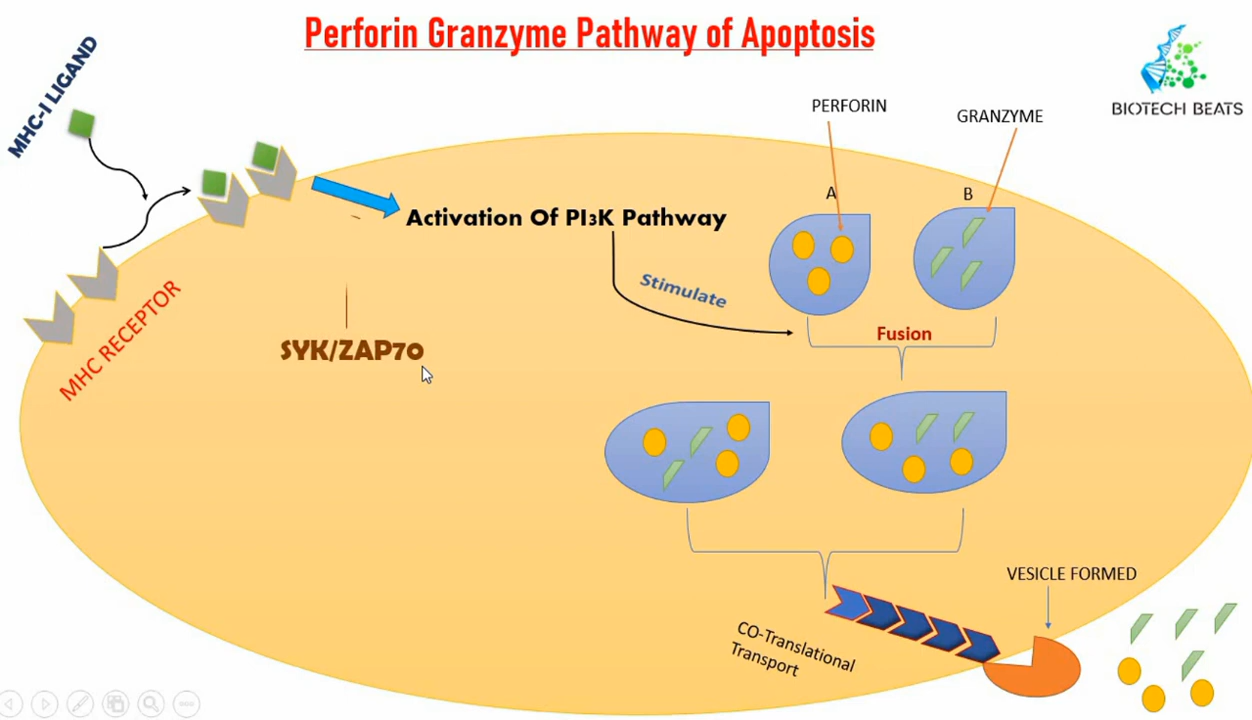 Perforin Granzyme Pathway of Apoptosis
BIOTECH BEATS
MHC-I LIGAND
PERFORIN
GRANZYME
A
B
Activation Of PI3K Pathway
Stimulate
MHC RECEPTOR
Fusion
SYK/ZAP70
VESICLE FORMED
CO-Translational
Transport